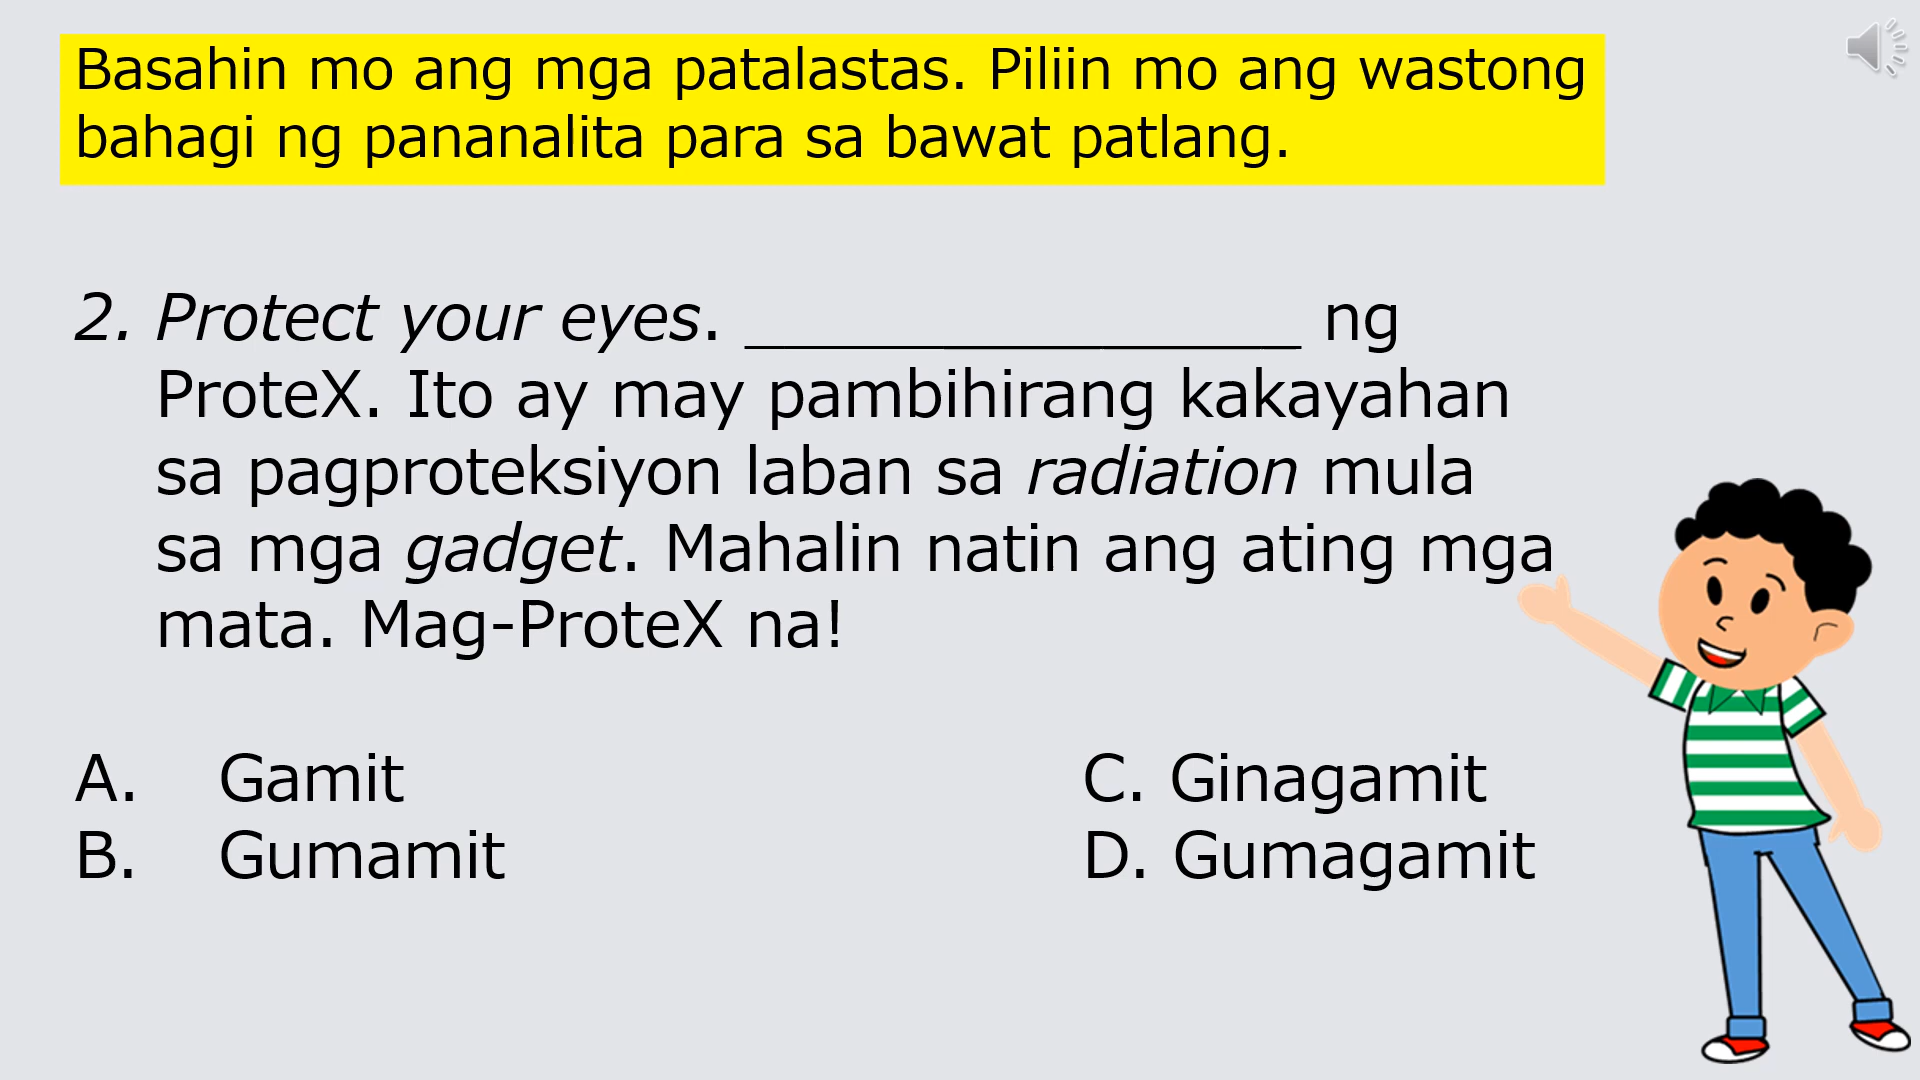 Basahin mo ang mga patalastas. Piliin mo ang wastong
bahagi ng pananalita para sa bawat patlang.
2. Protect your eyes. ______________ ng
ProteX. Ito ay may pambihirang kakayahan
sa pagproteksiyon laban sa radiation mula
sa mga gadget. Mahalin natin ang ating mga
mata. Mag-ProteX na!
A. Gamit
B. Gumamit
C. Ginagamit
D. Gumagamit